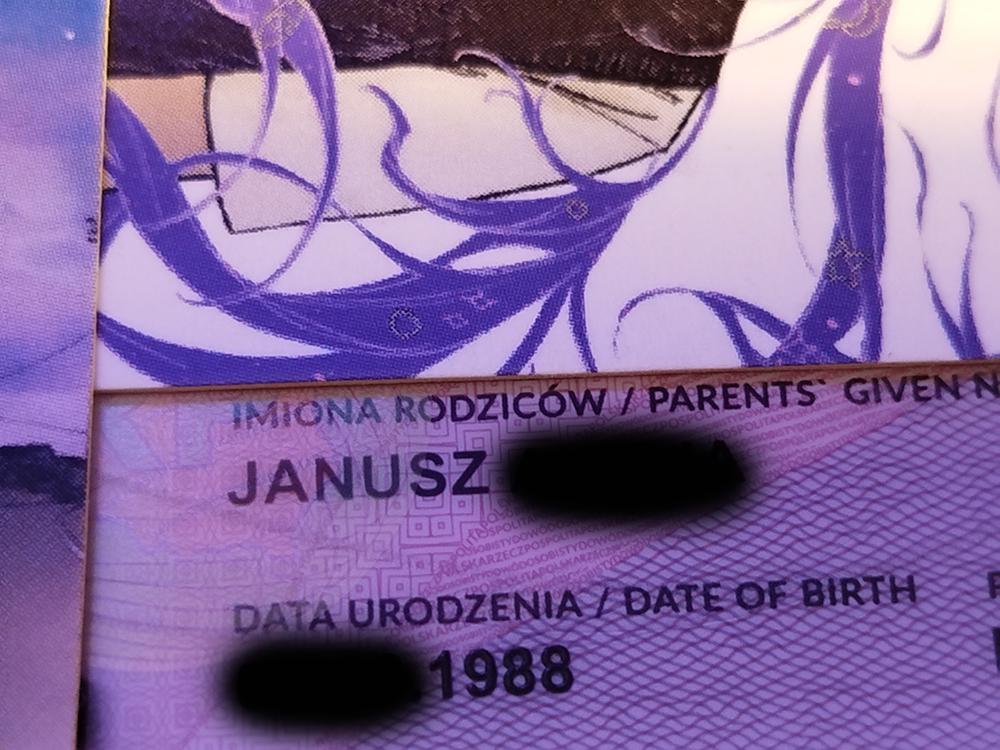 IMIONA RODZICÓW / PARENTS` GIVEN N
JANUSZ
DATA URODZENIA / DATE OF BIRTH
1988